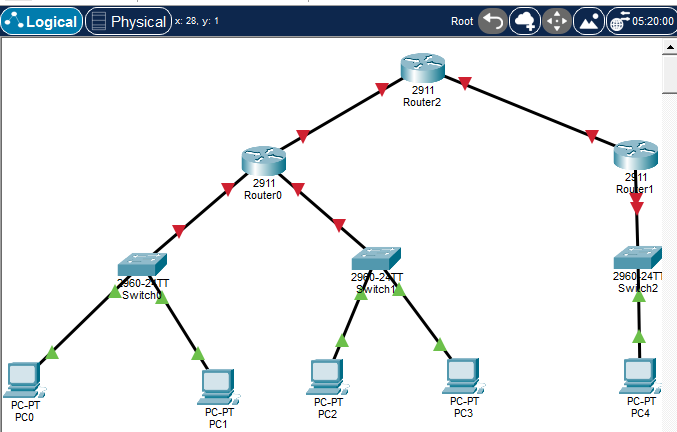 Logical
Physical
x: 28, y: 1
Root
05:20:00
2911
Router2
2911
Router0
2911
Router1
2960-24TT
Switch0
2960-24TT
Switch1
2960-24TT
Switch2
PC-PT
PC0
PC-PT
PC1
PC-PT
PC2
PC-PT
PC3
PC-PT
PC4